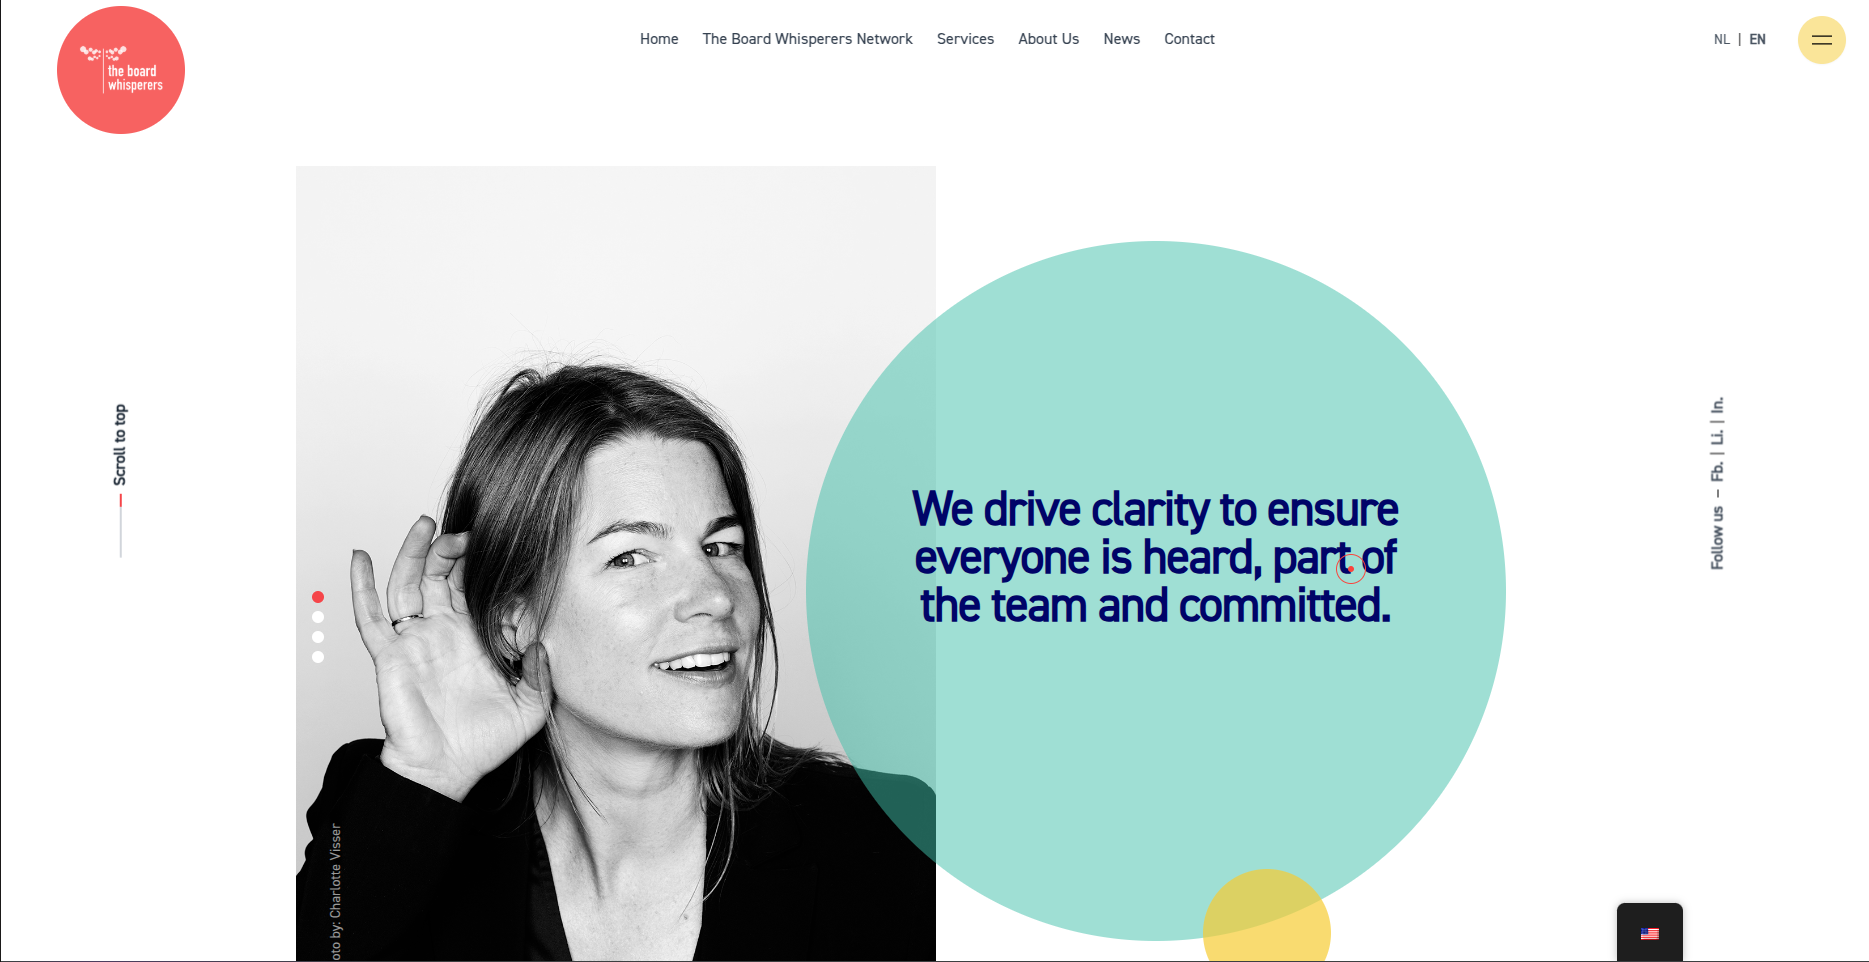 the board
whisperers
Home
The Board Whisperers Network
Services
About Us
News
Contact
NL | EN
Scroll to top
We drive clarity to ensure
everyone is heard, part of
the team and committed.
Follow us – Fb. | Li. | In.
oto by: Charlotte Visser